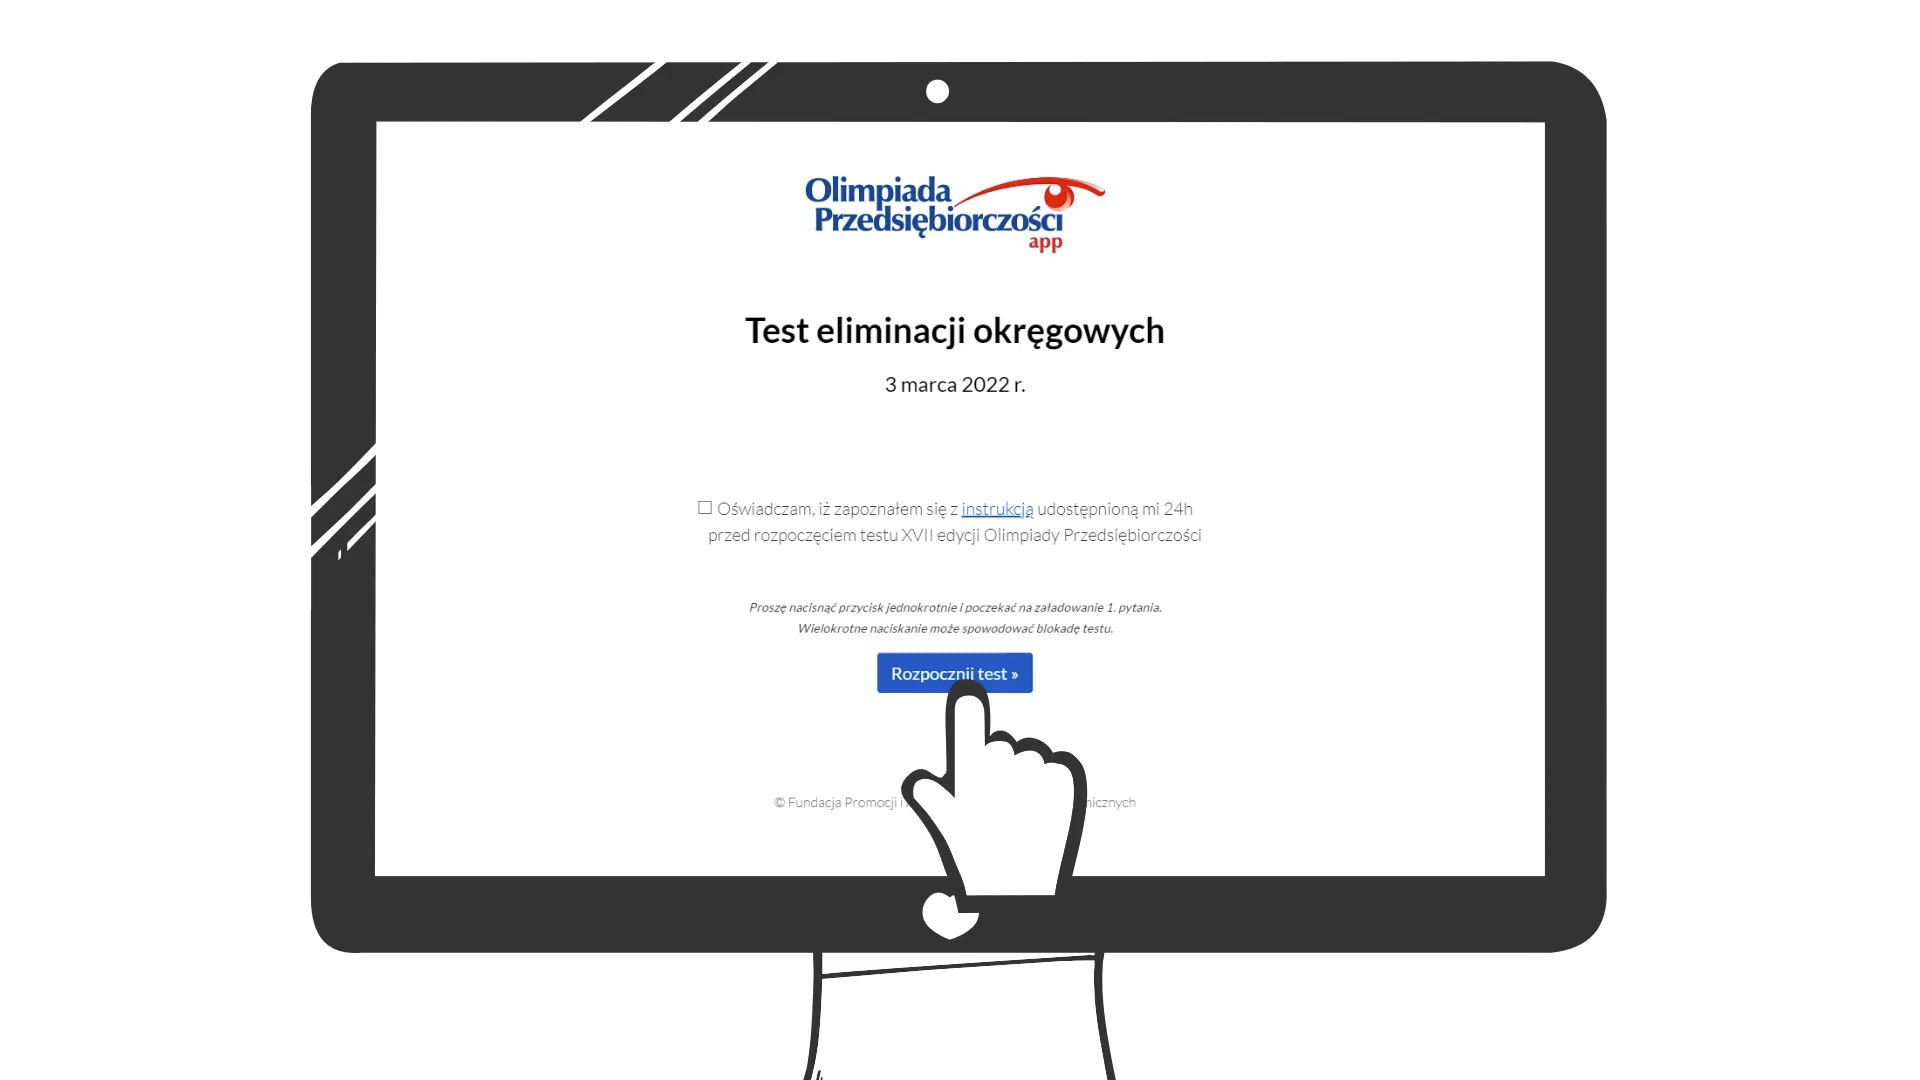 Olimpiada
Przedsiębiorczości
app
Test eliminacji okręgowych
3 marca 2022 r.
Oświadczam, iż zapoznałem się z instrukcją udostępnioną mi 24h
przed rozpoczęciem testu XVII edycji Olimpiady Przedsiębiorczości
Proszę nacisnąć przycisk jednokrotnie i poczekać na załadowanie 1. pytania.
Wielokrotne naciskanie może spowodować blokadę testu.
Rozpocznij test »
© Fundacja Promocji i